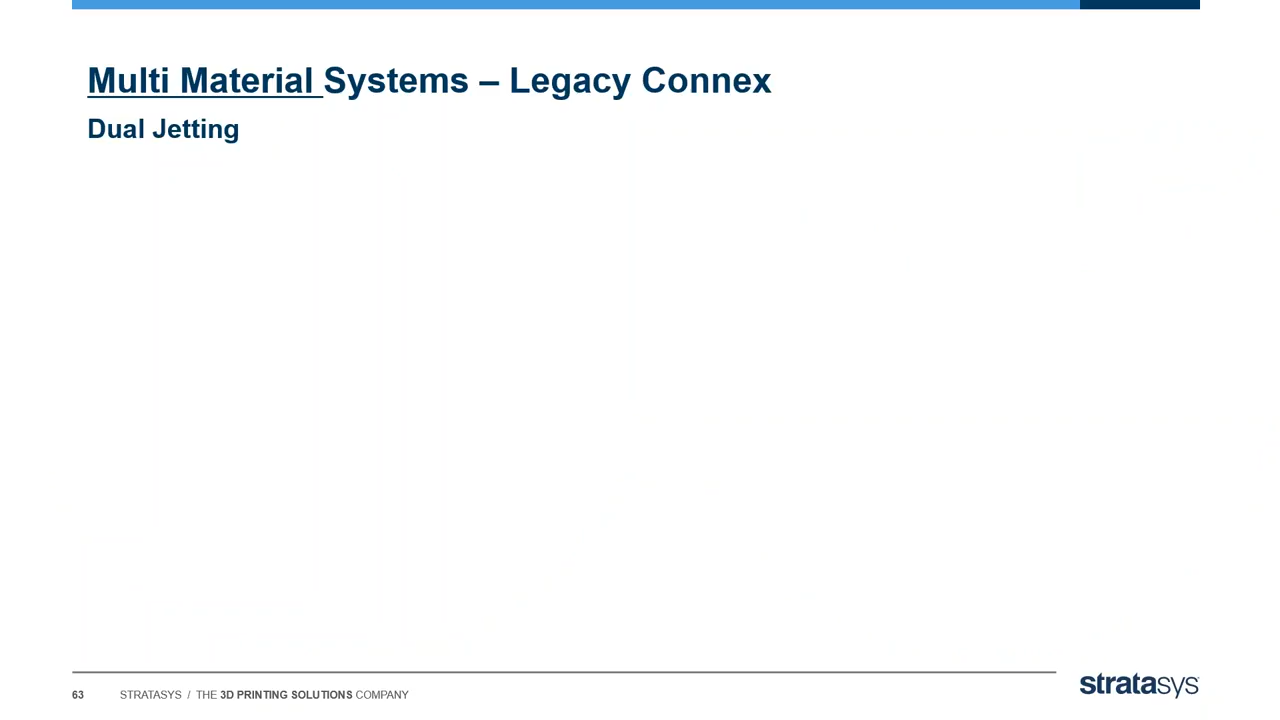 Multi Material Systems – Legacy Connex
Dual Jetting
63 STRATASYS / THE 3D PRINTING SOLUTIONS COMPANY
stratasys